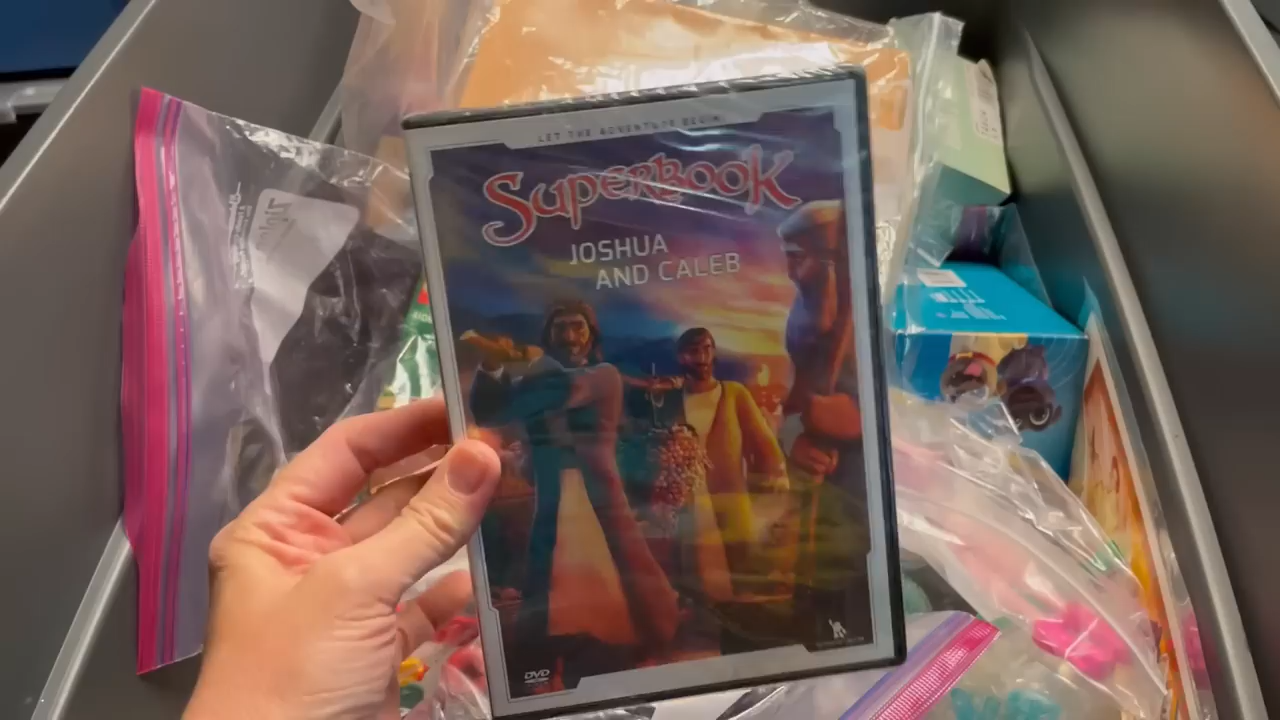 LET THE ADVENTURE BEGIN
SUPERBOOK
JOSHUA
AND CALEB
DVD